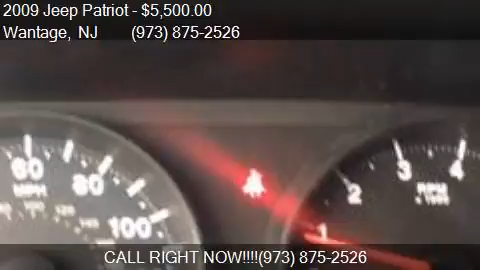 2009 Jeep Patriot - $5,500.00
Wantage, NJ (973) 875-2526
60
MPH
80
100
1
2
3
4
RPM
CALL RIGHT NOW!!!!(973) 875-2526